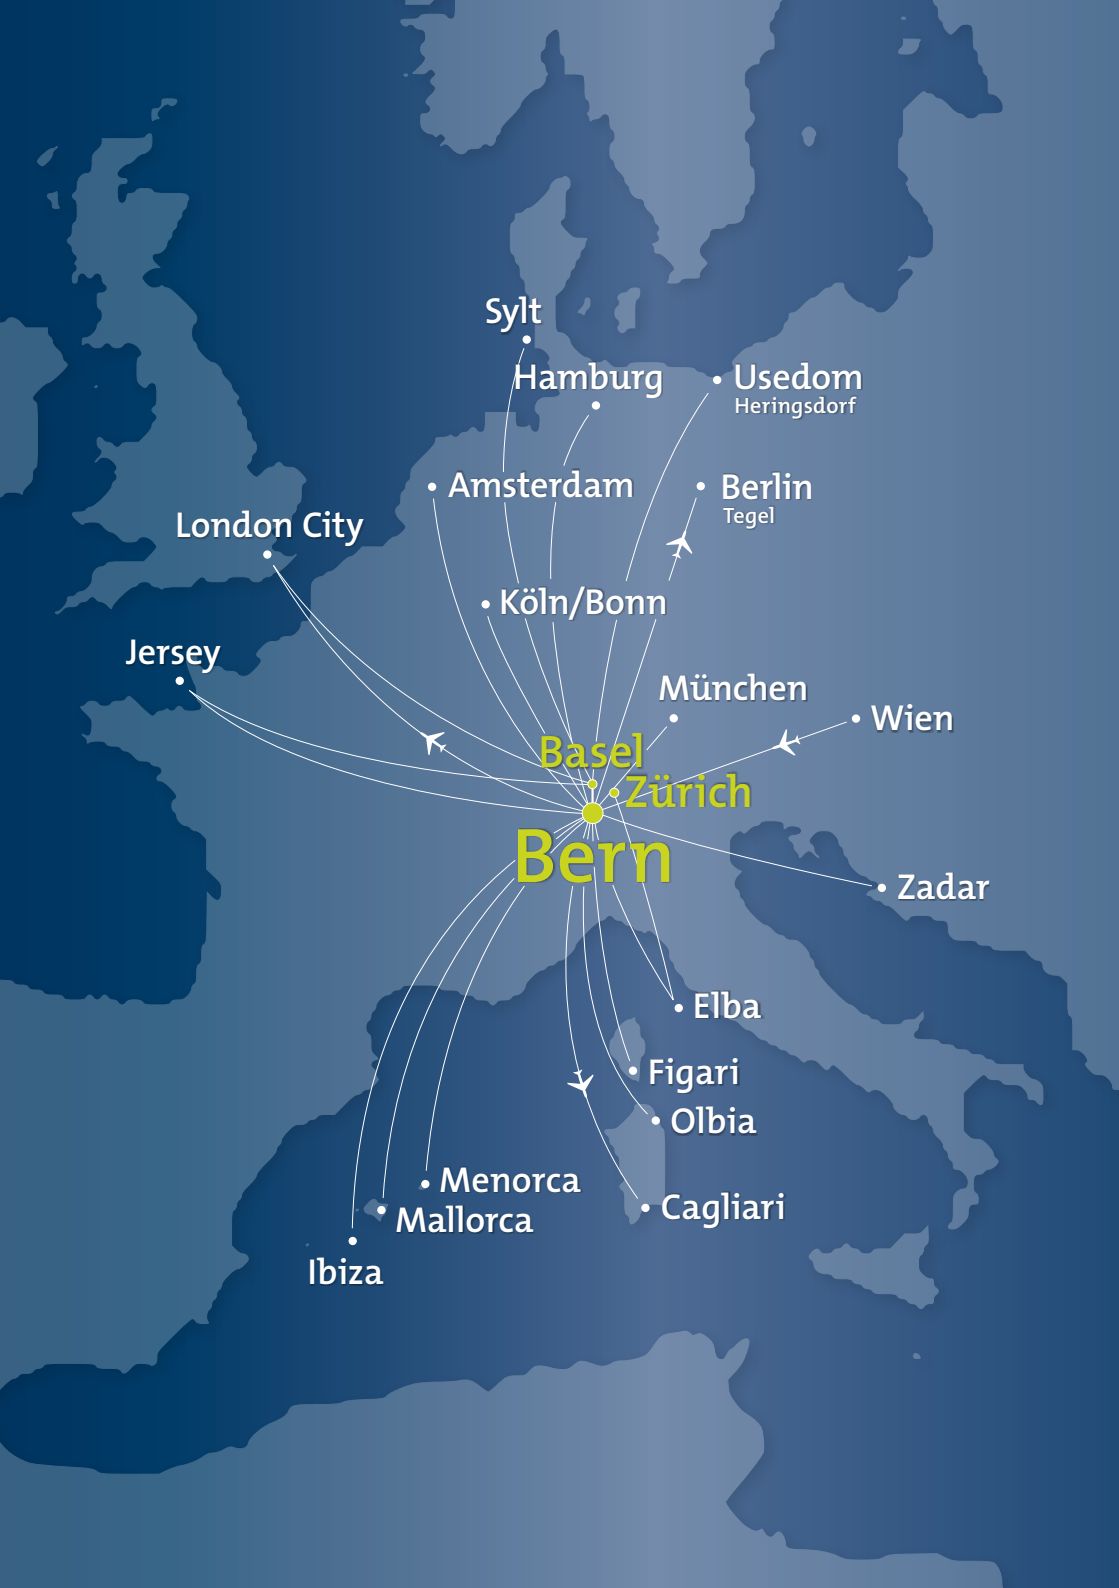 Sylt
Hamburg
Usedom
Heringsdorf
Amsterdam
Berlin
Tegel
London City
Köln/Bonn
Jersey
München
Wien
Basel
Zürich
Bern
Zadar
Elba
Figari
Olbia
Menorca
Cagliari
Mallorca
Ibiza